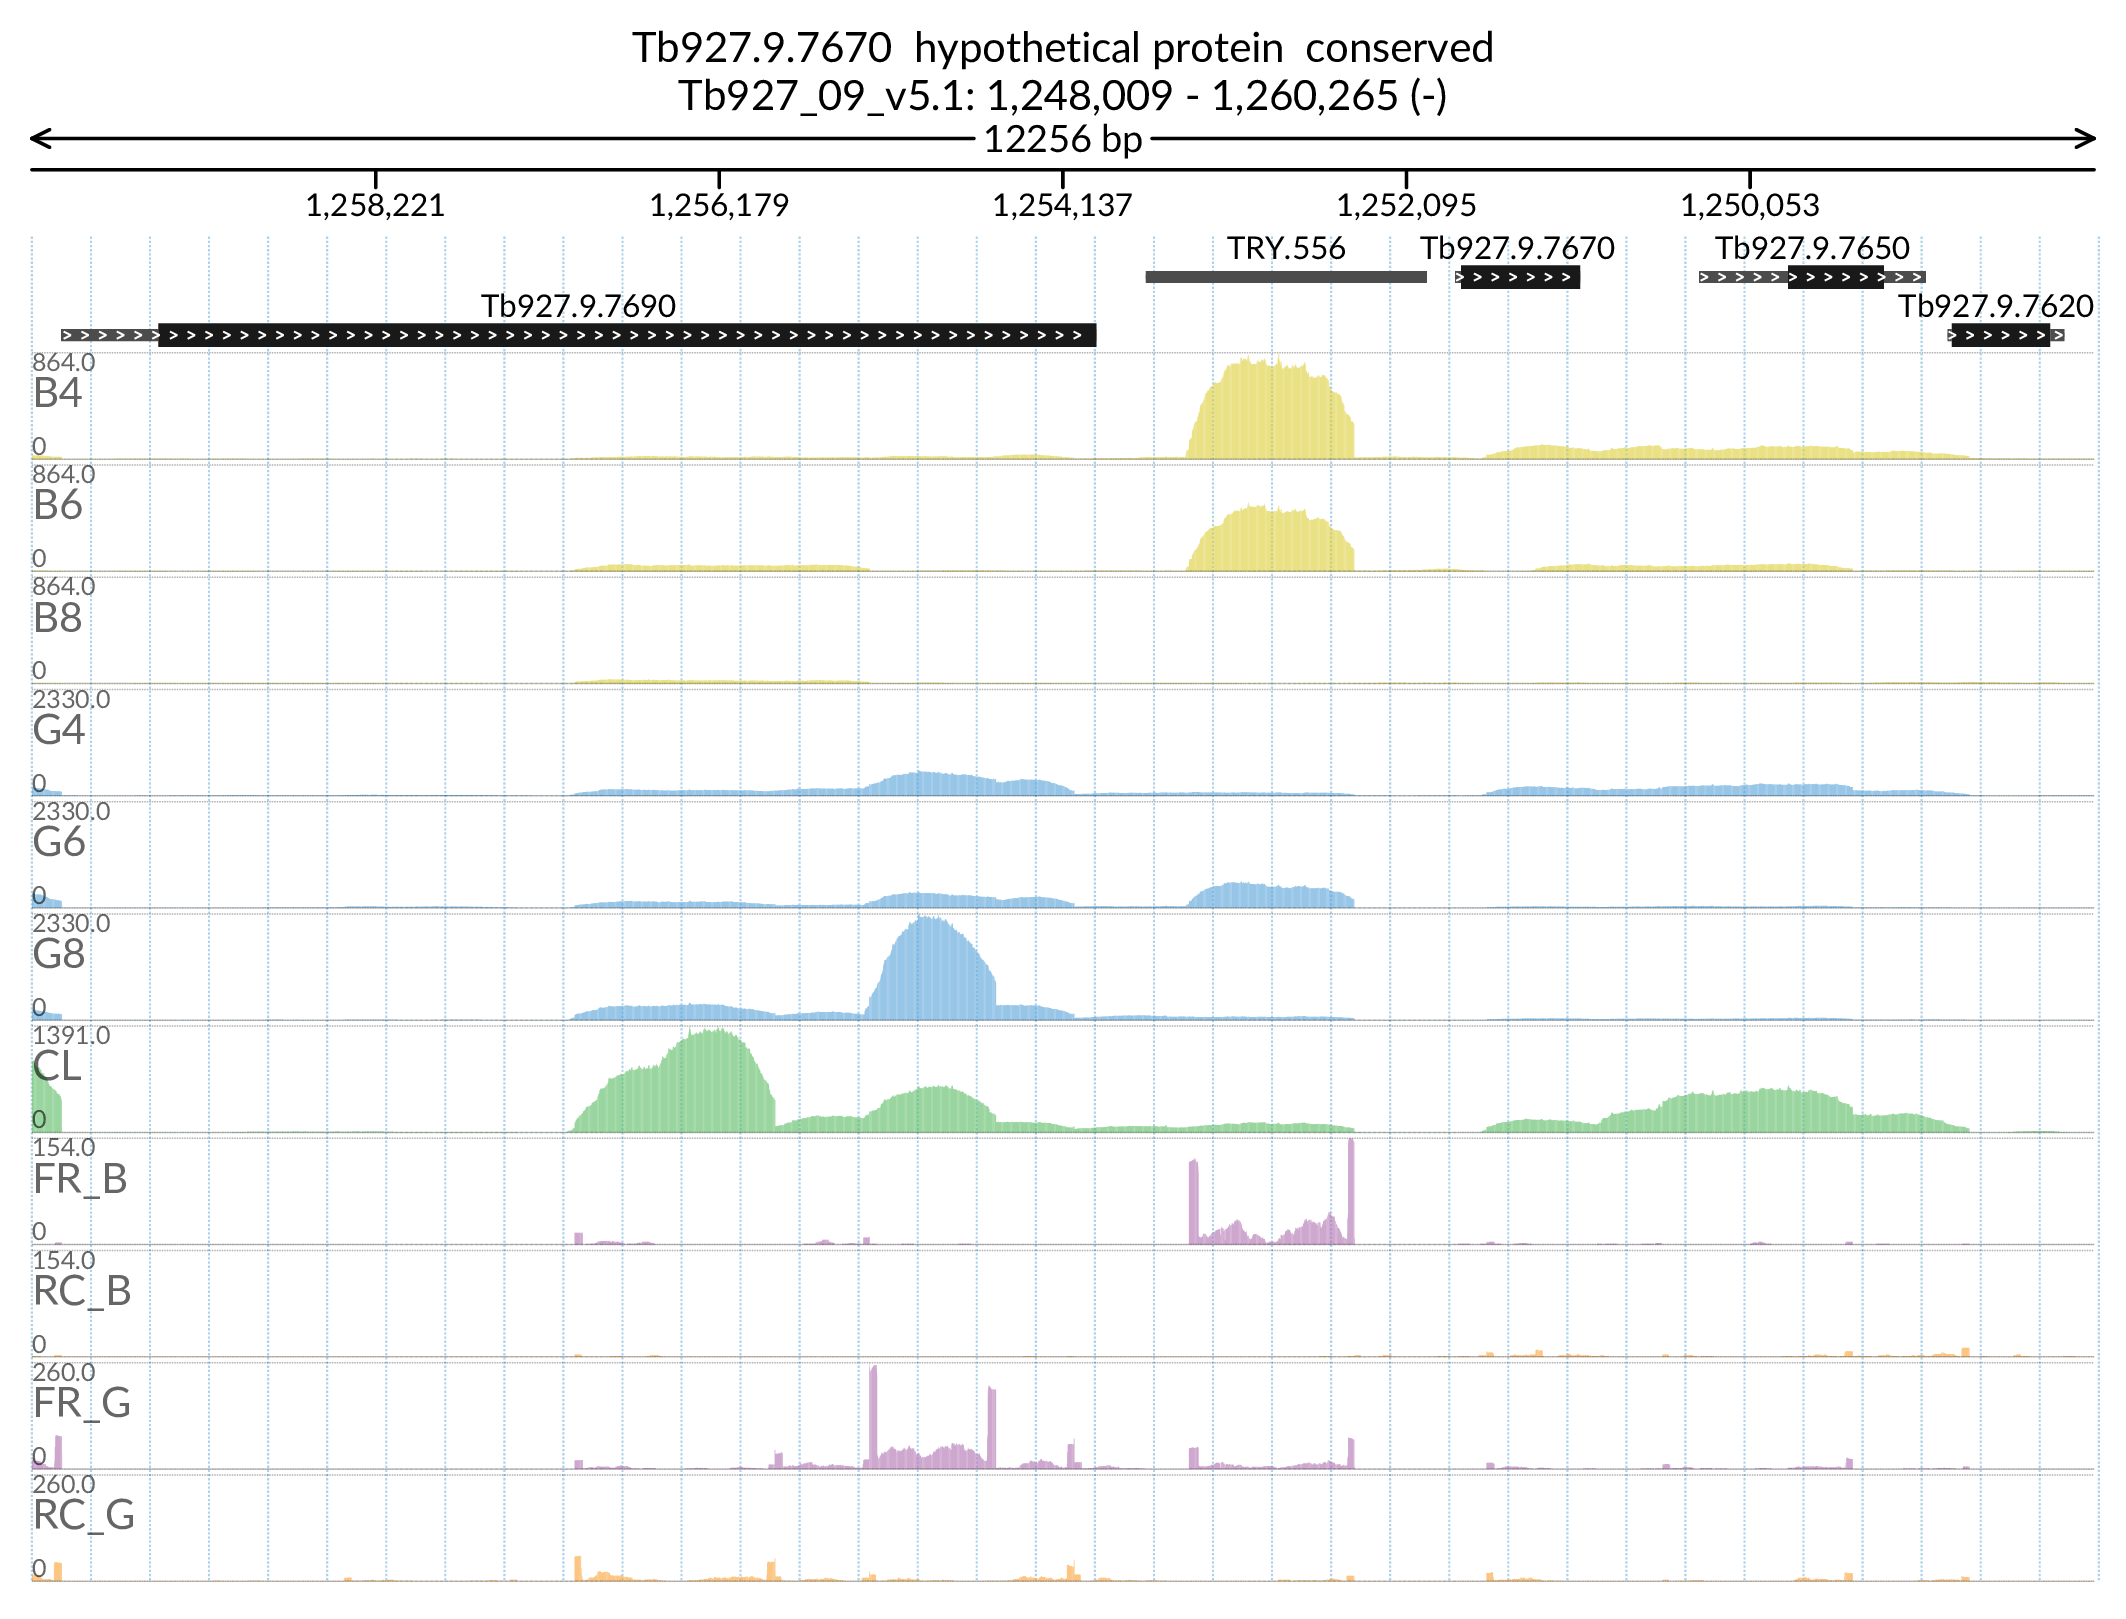 Tb927.9.7670 hypothetical protein conserved
Tb927_09_v5.1: 1,248,009 - 1,260,265 (-)
12256 bp
1,258,221 1,256,179 1,254,137 1,252,095 1,250,053
TRY.556 Tb927.9.7670 Tb927.9.7650
Tb927.9.7690 Tb927.9.7620
864.0
B4
0
864.0
B6
0
864.0
B8
0
2330.0
G4
0
2330.0
G6
0
2330.0
G8
0
1391.0
CL
0
154.0
FR_B
0
154.0
RC_B
0
260.0
FR_G
0
260.0
RC_G
0